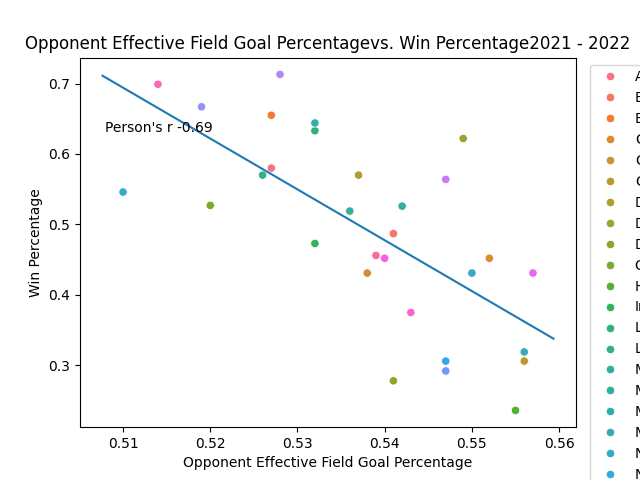 Opponent Effective Field Goal Percentagevs. Win Percentage2021 - 2022
0.7
0.6
0.5
0.4
0.3
Win Percentage
Person's r -0.69
0.51
0.52
0.53
0.54
0.55
0.56
Opponent Effective Field Goal Percentage